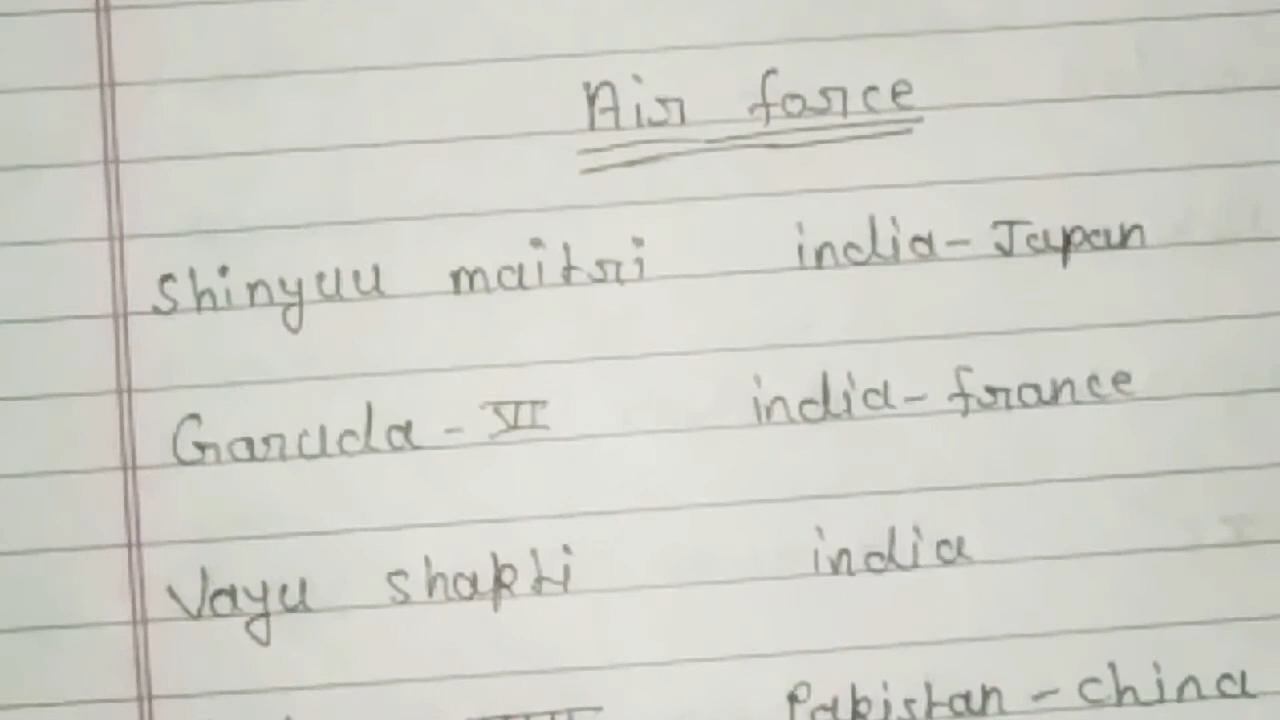 Air force
Shinyuu maitri india - Japan
Garuda - VI india - france
Vayu shakti india
Pakistan - china